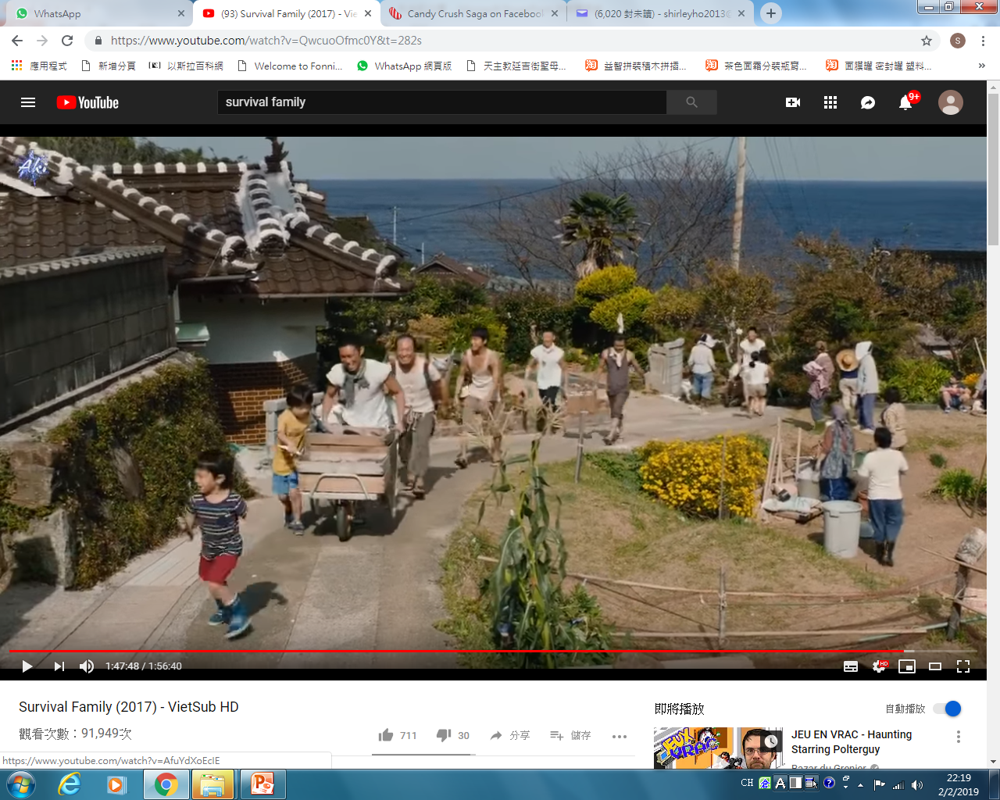 WhatsApp
(93) Survival Family (2017) - Vie
Candy Crush Saga on Facebook
(6,020 封未讀) - shirleyho2013@
https://www.youtube.com/watch?v=QwcuoOfmc0Y&t=282s
S
應用程式
新增分頁
以斯拉百科網
Welcome to Fonni...
WhatsApp 網頁版
天主教延吉街聖母...
益智拼裝積木拼插...
茶色面霜分裝瓶膏...
面膜罐 密封罐 塑料...
»
YouTube
survival family
9+
Aki
1:47:48 / 1:56:40
HD
Survival Family (2017) - VietSub HD
觀看次數：91,949次
711
30
分享
儲存
即將播放
自動播放
JEU EN VRAC - Haunting
Starring Polterguy
Bazar du Grenier
https://www.youtube.com/watch?v=AfuYdXoEcIE
CH
倉
A
22:19
2/2/2019